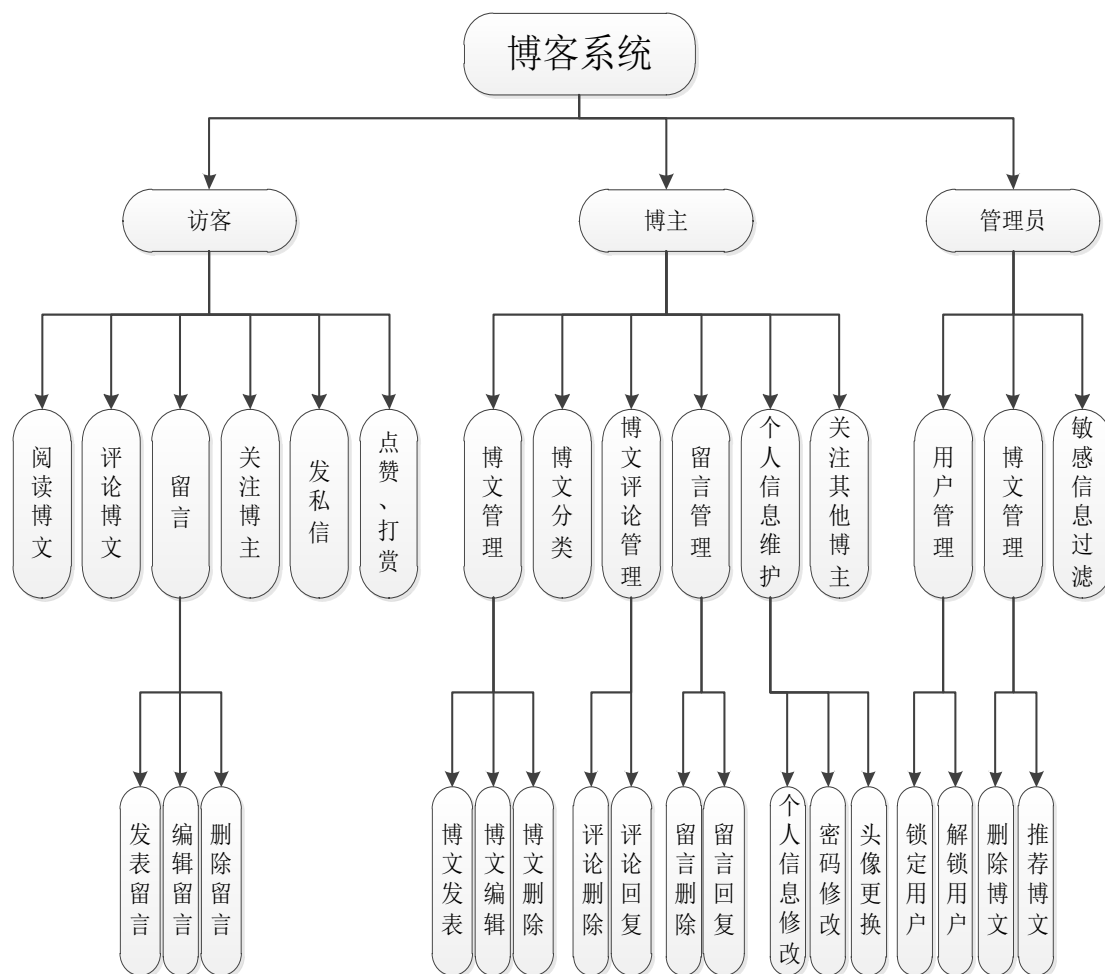 博客系统
访客
博主
管理员
阅读博文
评论博文
留言
关注博主
发私信
点赞、打赏
博文管理
博文分类
博文评论管理
留言管理
个人信息维护
关注其他博主
用户管理
博文管理
敏感信息过滤
发表留言
编辑留言
删除留言
博文发表
博文编辑
博文删除
评论删除
评论回复
留言删除
留言回复
个人信息修改
密码修改
头像更换
锁定用户
解锁用户
删除博文
推荐博文